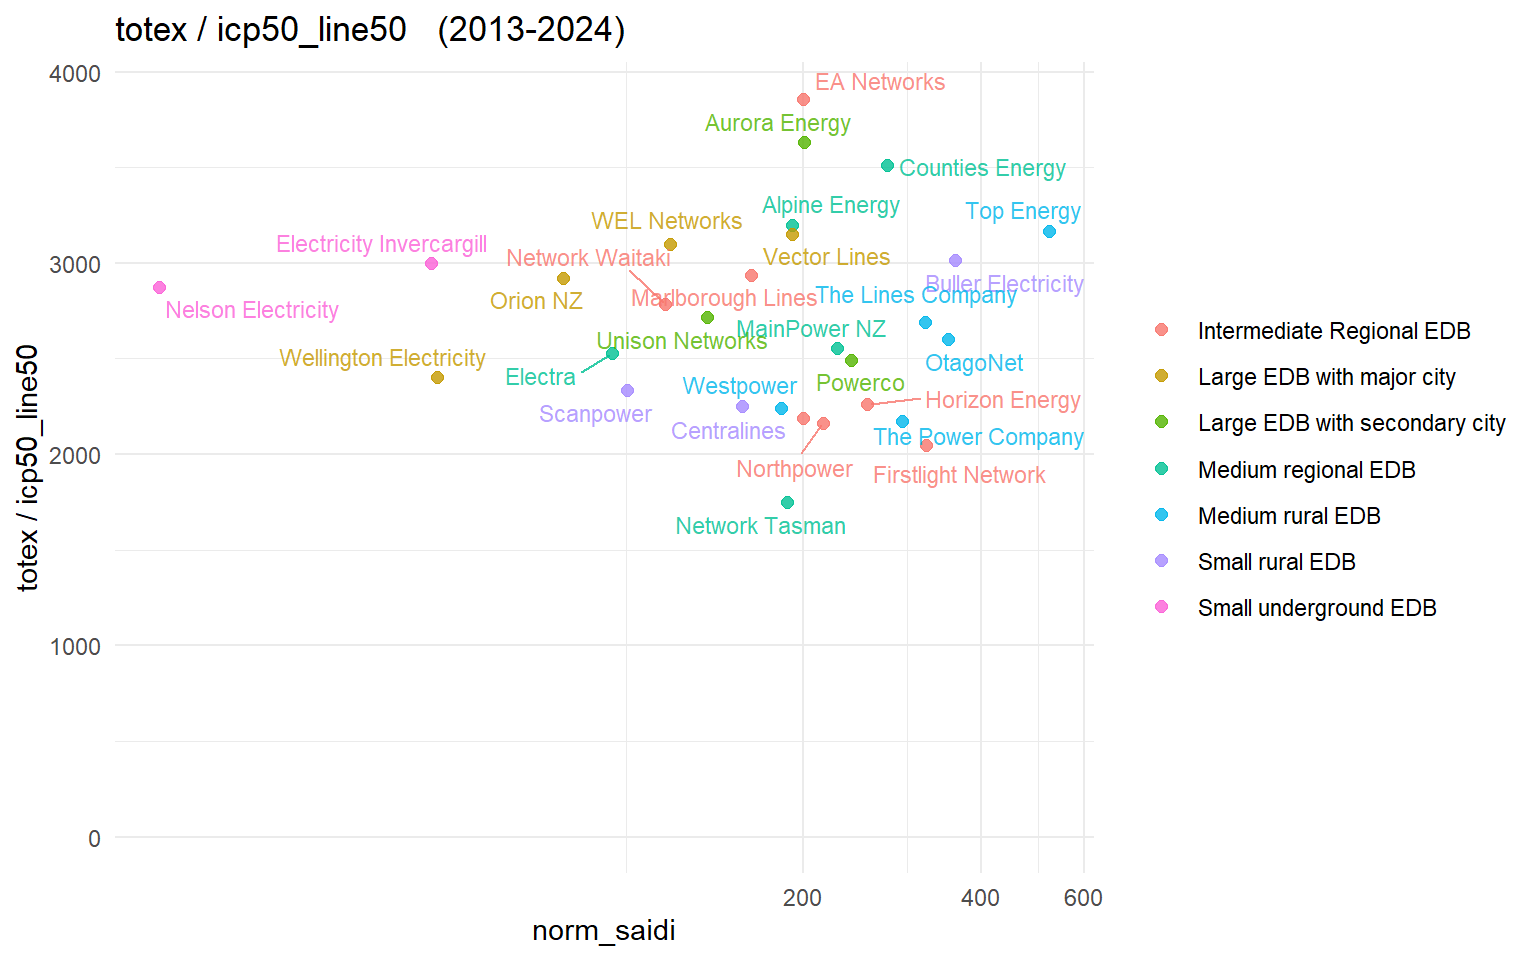 totex / icp50_line50   (2013-2024)
4000
3000
2000
1000
0
totex / icp50_line50
EA Networks
Aurora Energy
Counties Energy
Alpine Energy
Top Energy
WEL Networks
Electricity Invercargill
Network Waitaki
Vector Lines
Buller Electricity
Marlborough Lines
The Lines Company
Orion NZ
Nelson Electricity
MainPower NZ
Unison Networks
Wellington Electricity
OtagoNet
Electra
Westpower
Powerco
Horizon Energy
Scanpower
Centralines
The Power Company
Northpower
Firstlight Network
Network Tasman
200
400
600
norm_saidi
Intermediate Regional EDB
Large EDB with major city
Large EDB with secondary city
Medium regional EDB
Medium rural EDB
Small rural EDB
Small underground EDB